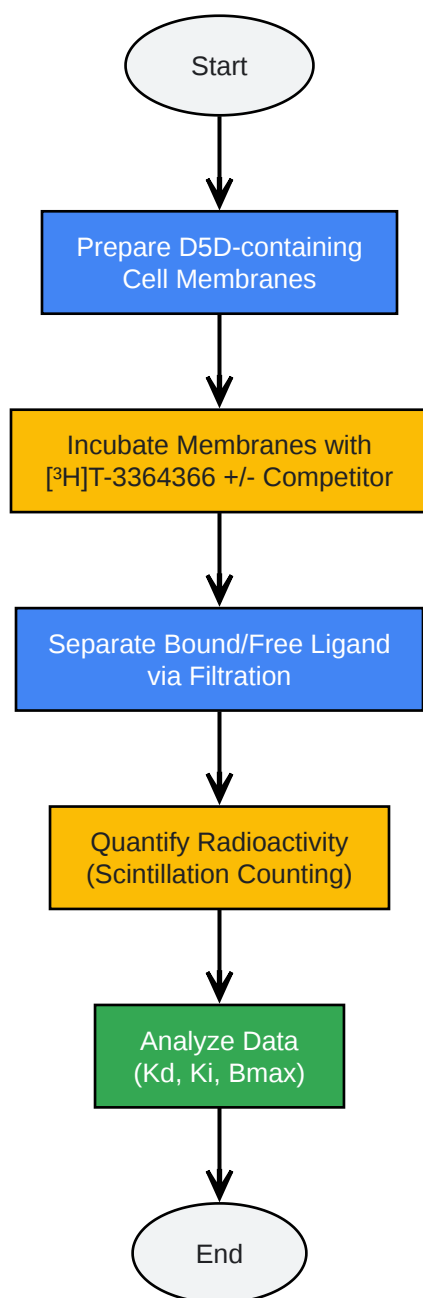 Start
Prepare D5D-containing
Cell Membranes
Incubate Membranes with
[³H]T-3364366 +/- Competitor
Separate Bound/Free Ligand
via Filtration
Quantify Radioactivity
(Scintillation Counting)
Analyze Data
(Kd, Ki, Bmax)
End